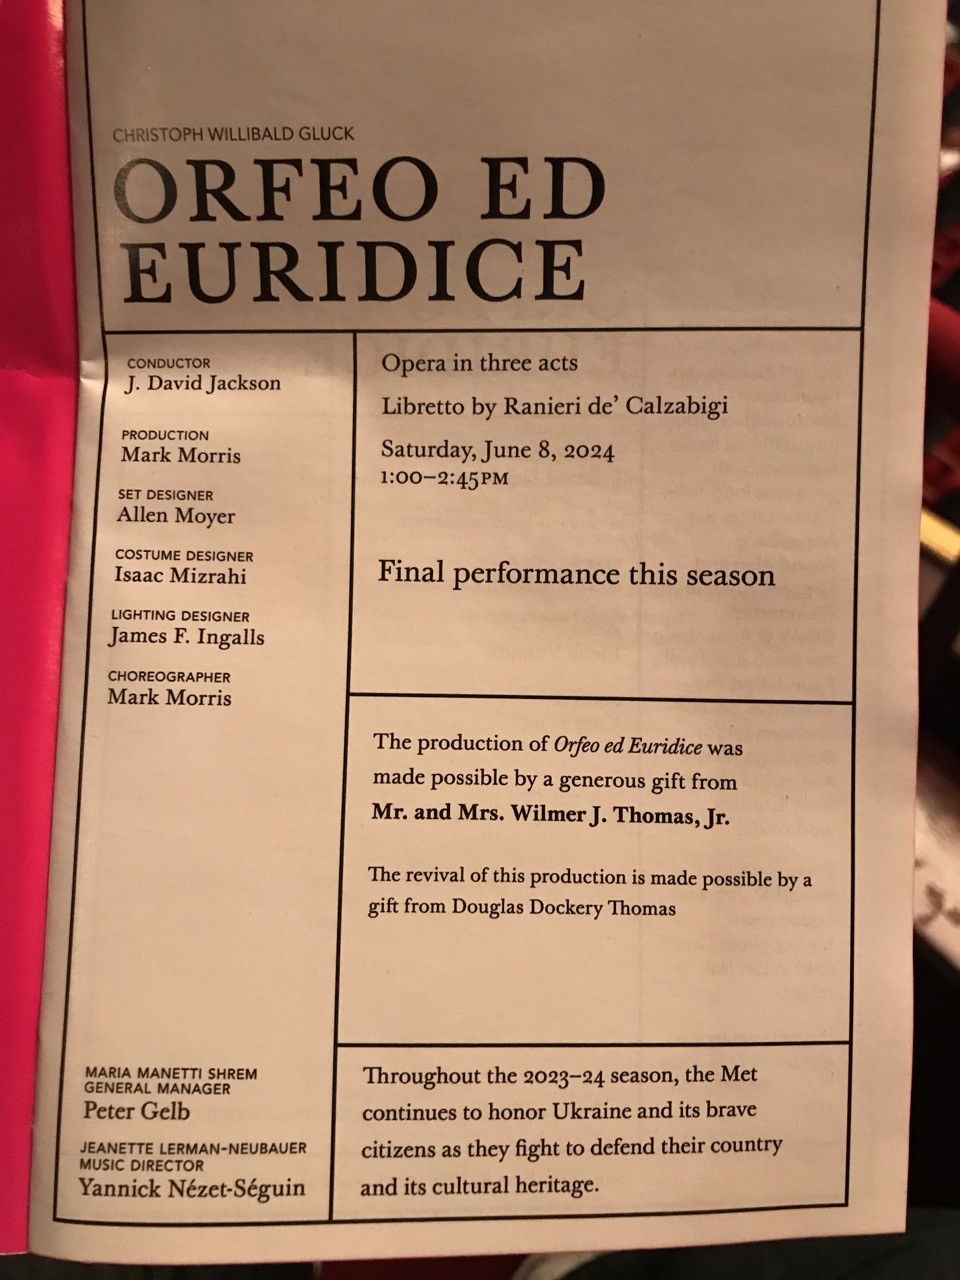 CHRISTOPH WILLIBALD GLUCK
ORFEO ED
EURIDICE
CONDUCTOR
J. David Jackson
PRODUCTION
Mark Morris
SET DESIGNER
Allen Moyer
COSTUME DESIGNER
Isaac Mizrahi
LIGHTING DESIGNER
James F. Ingalls
CHOREOGRAPHER
Mark Morris
MARIA MANETTI SHREM
GENERAL MANAGER
Peter Gelb
JEANETTE LERMAN-NEUBAUER
MUSIC DIRECTOR
Yannick Nézet-Séguin
Opera in three acts
Libretto by Ranieri de’ Calzabigi
Saturday, June 8, 2024
1:00–2:45PM
Final performance this season
The production of Orfeo ed Euridice was
made possible by a generous gift from
Mr. and Mrs. Wilmer J. Thomas, Jr.
The revival of this production is made possible by a
gift from Douglas Dockery Thomas
Throughout the 2023–24 season, the Met
continues to honor Ukraine and its brave
citizens as they fight to defend their country
and its cultural heritage.